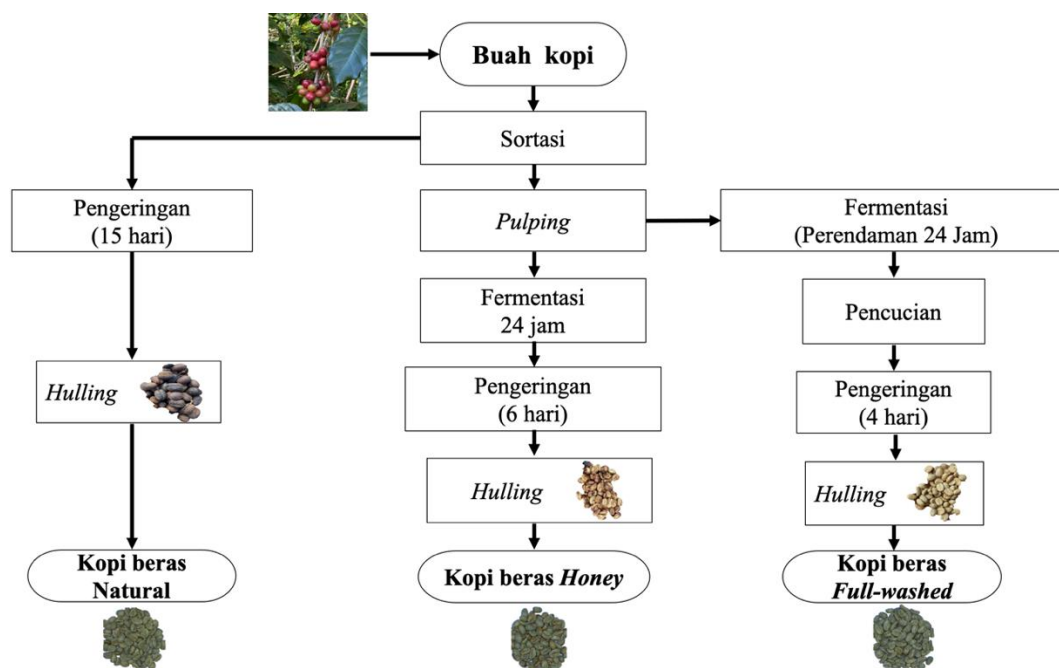 Buah kopi
Sortasi
Pengeringan
(15 hari)
Pulping
Fermentasi
(Perendaman 24 Jam)
Fermentasi
24 jam
Pencucian
Hulling
Pengeringan
(6 hari)
Pengeringan
(4 hari)
Hulling
Hulling
Kopi beras
Natural
Kopi beras Honey
Kopi beras
Full-washed